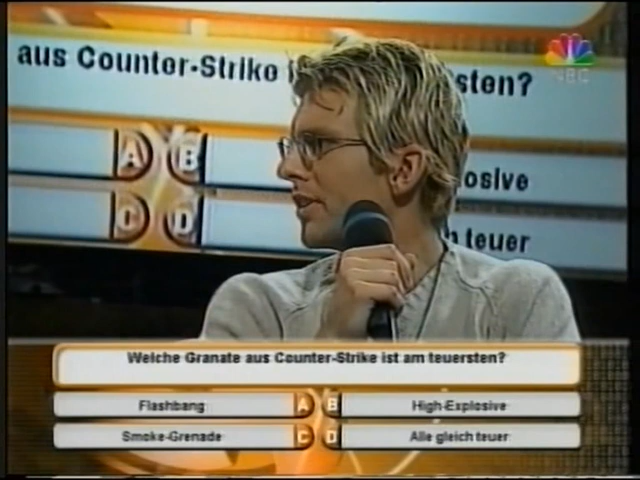 aus Counter-Strike
sten?
NBC
A
B
osive
C
D
h teuer
Welche Granate aus Counter-Strike ist am teuersten?
Flashbang
A
B
High-Explosive
Smoke-Grenade
C
D
Alle gleich teuer